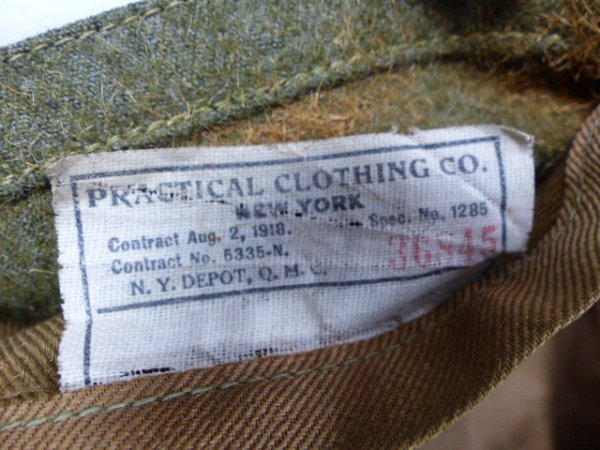 PRACTICAL CLOTHING CO.
NEW YORK
Contract Aug. 2, 1918. Spec. No. 1285
Contract No. 5335-N. 36845
N. Y. DEPOT, Q. M. C.